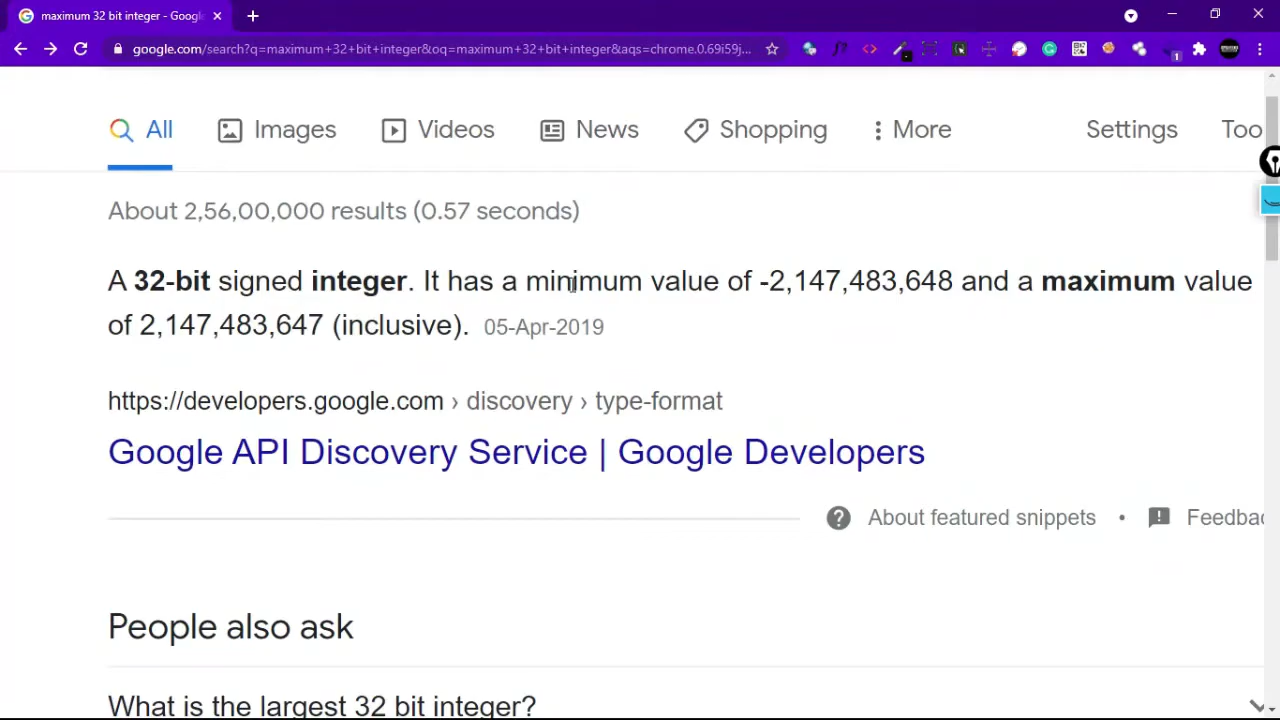 maximum 32 bit integer - Googl
google.com/search?q=maximum+32+bit+integer&oq=maximum+32+bit+integer&aqs=chrome.0.69i59j...
1
All Images Videos News Shopping More Settings Too
About 2,56,00,000 results (0.57 seconds)
A 32-bit signed integer. It has a minimum value of -2,147,483,648 and a maximum value
of 2,147,483,647 (inclusive). 05-Apr-2019
https://developers.google.com › discovery › type-format
Google API Discovery Service | Google Developers
About featured snippets • Feedbac
People also ask
What is the largest 32 bit integer?